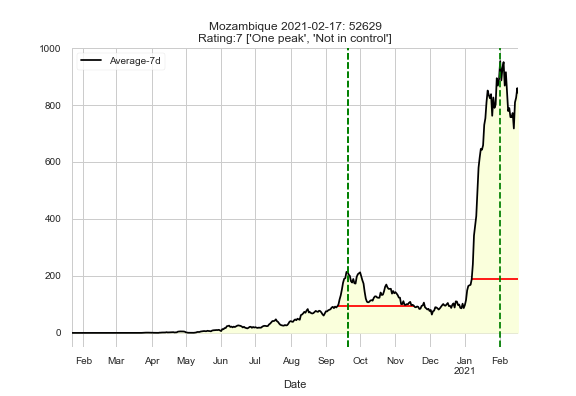 Mozambique 2021-02-17: 52629
Rating:7 ['One peak', 'Not in control']
Average-7d
1000
800
600
400
200
0
Feb Mar Apr May Jun Jul Aug Sep Oct Nov Dec Jan Feb
2021
Date